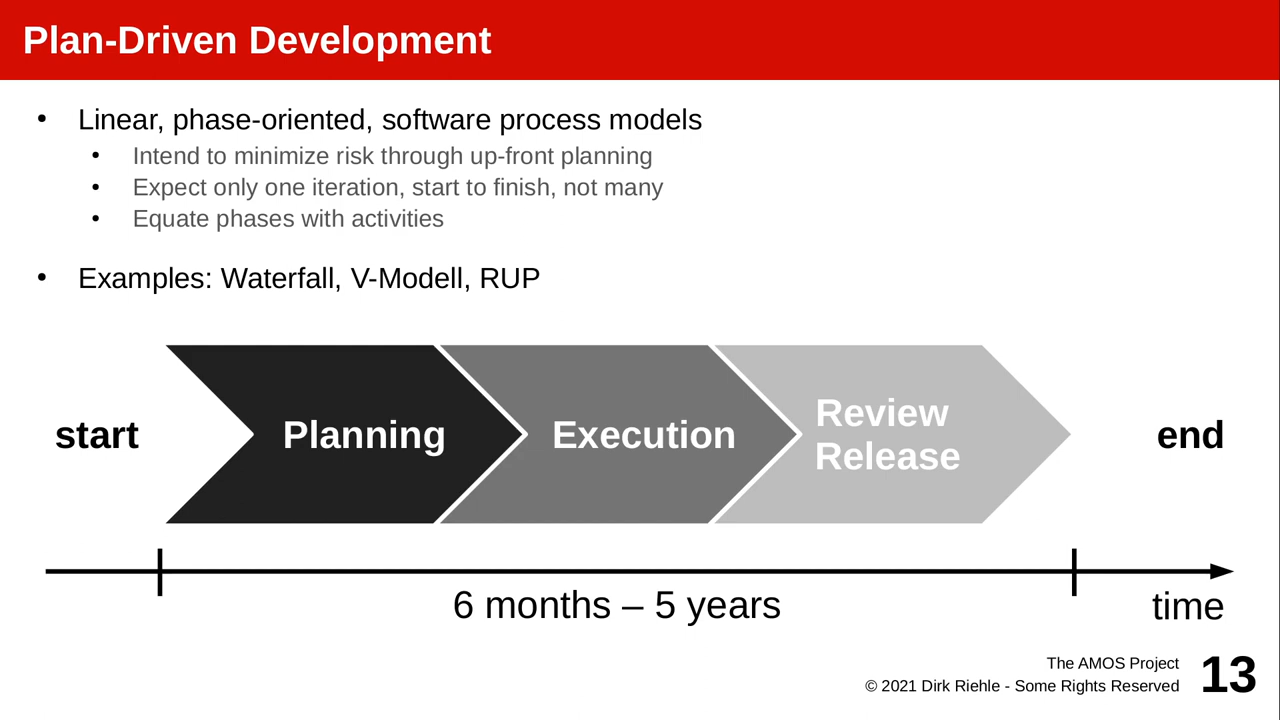 Plan-Driven Development
• Linear, phase-oriented, software process models
• Intend to minimize risk through up-front planning
• Expect only one iteration, start to finish, not many
• Equate phases with activities
• Examples: Waterfall, V-Modell, RUP
start
Planning
Execution
Review
Release
end
6 months – 5 years
time
The AMOS Project
© 2021 Dirk Riehle - Some Rights Reserved
13